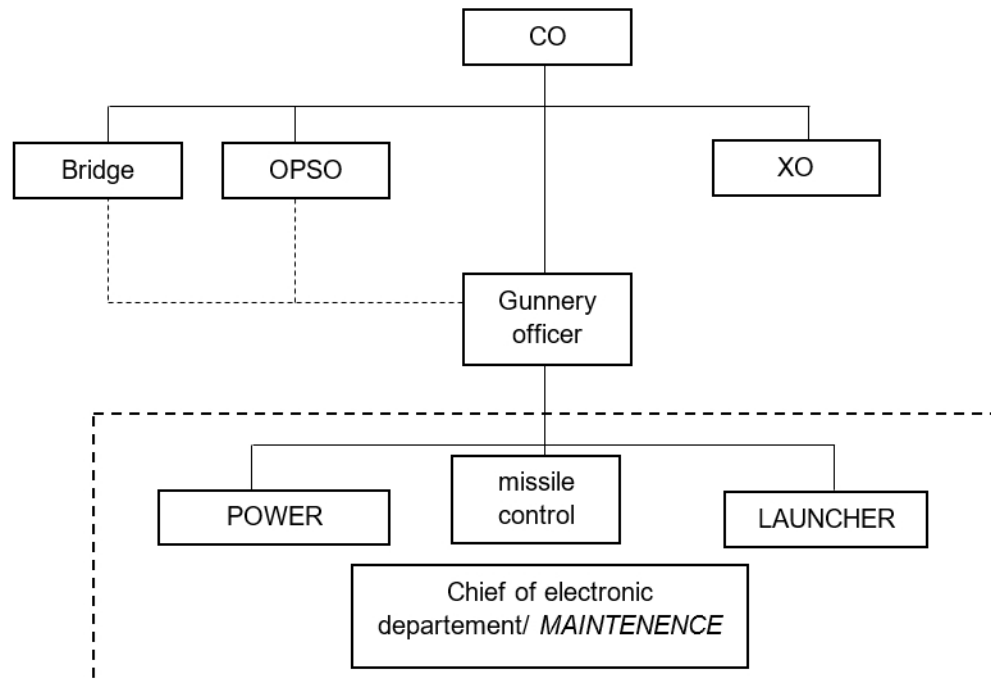 CO
Bridge
OPSO
XO
Gunnery
officer
POWER
missile
control
LAUNCHER
Chief of electronic
departement/ MAINTENENCE